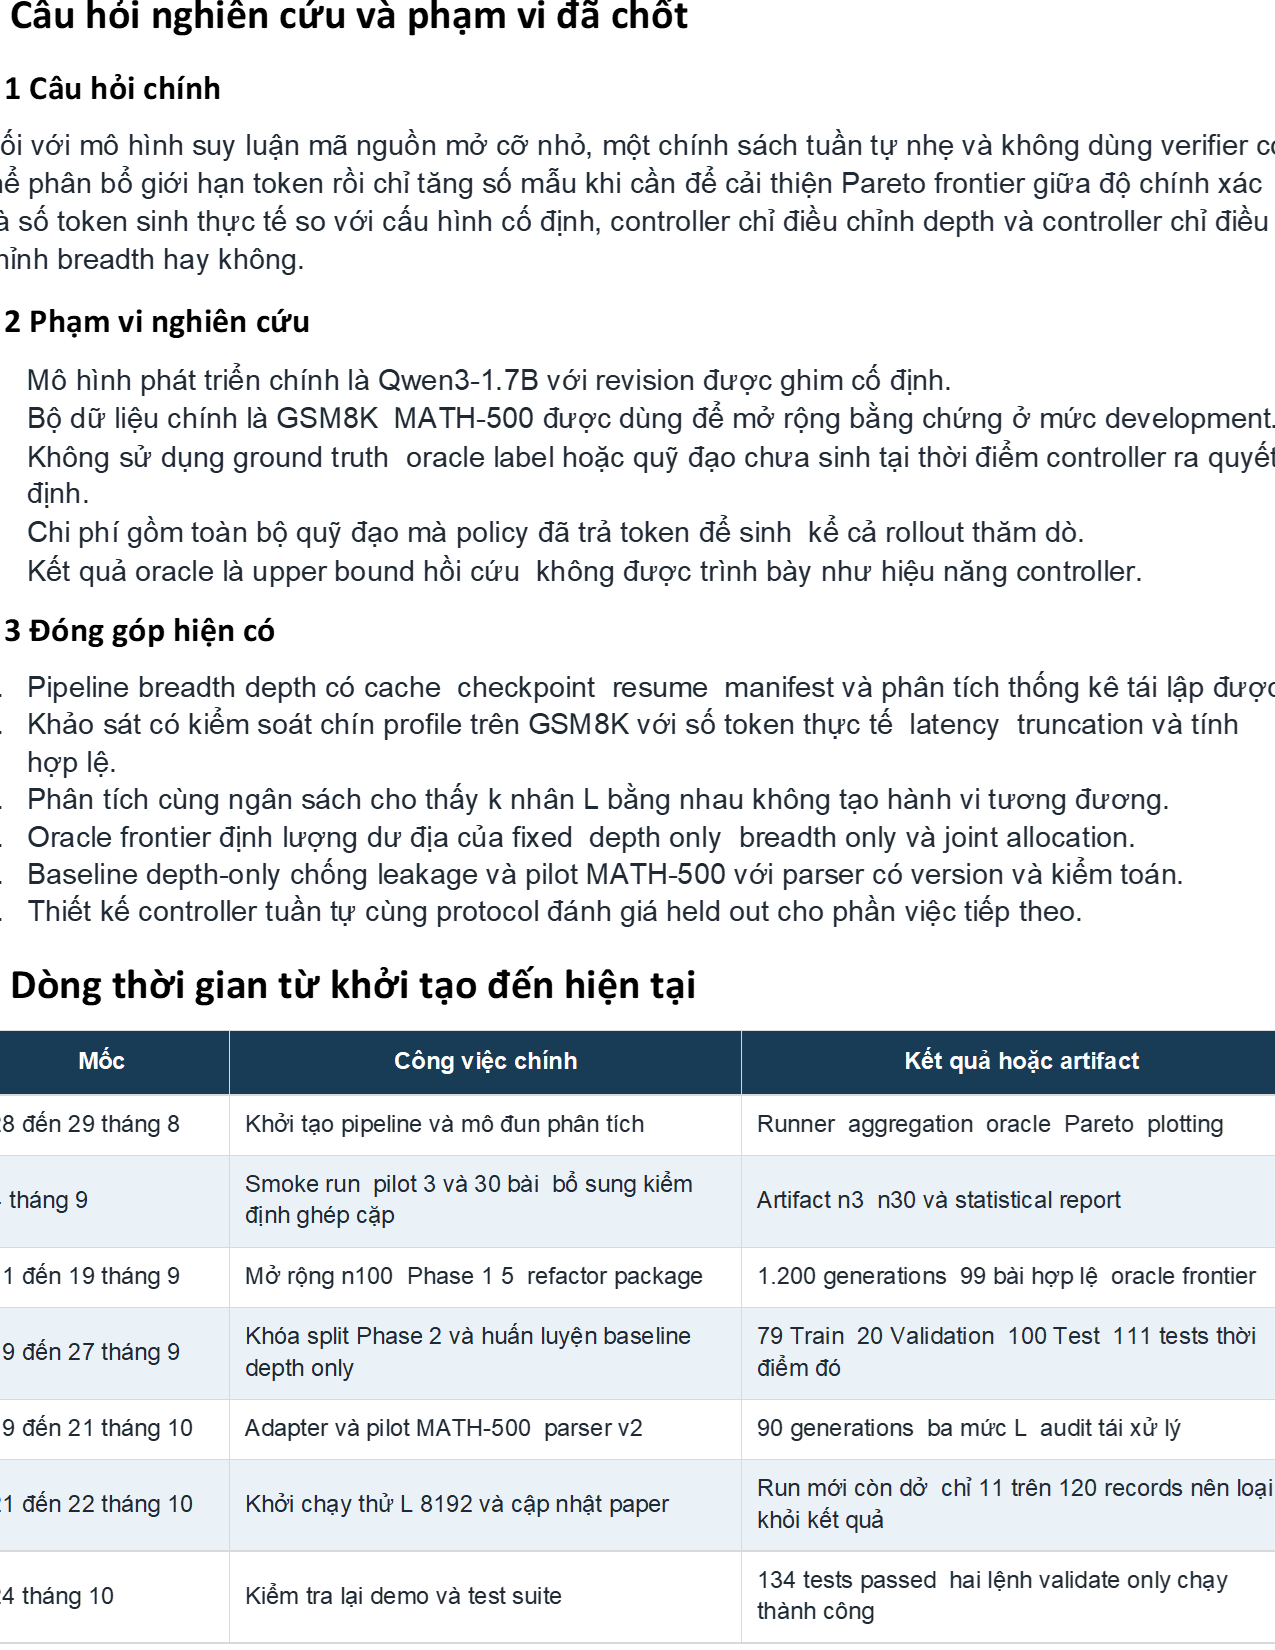 Câu hỏi nghiên cứu và phạm vi đã chốt
1 Câu hỏi chính
ối với mô hình suy luận mã nguồn mở cỡ nhỏ, một chính sách tuần tự nhẹ và không dùng verifier có
hể phân bổ giới hạn token rồi chỉ tăng số mẫu khi cần để cải thiện Pareto frontier giữa độ chính xác
à số token sinh thực tế so với cấu hình cố định, controller chỉ điều chỉnh depth và controller chỉ điều
hỉnh breadth hay không.
2 Phạm vi nghiên cứu
Mô hình phát triển chính là Qwen3-1.7B với revision được ghim cố định.
Bộ dữ liệu chính là GSM8K MATH-500 được dùng để mở rộng bằng chứng ở mức development.
Không sử dụng ground truth oracle label hoặc quỹ đạo chưa sinh tại thời điểm controller ra quyết
định.
Chi phí gồm toàn bộ quỹ đạo mà policy đã trả token để sinh kể cả rollout thăm dò.
Kết quả oracle là upper bound hồi cứu không được trình bày như hiệu năng controller.
3 Đóng góp hiện có
. Pipeline breadth depth có cache checkpoint resume manifest và phân tích thống kê tái lập được
. Khảo sát có kiểm soát chín profile trên GSM8K với số token thực tế latency truncation và tính
hợp lệ.
. Phân tích cùng ngân sách cho thấy k nhân L bằng nhau không tạo hành vi tương đương.
. Oracle frontier định lượng dư địa của fixed depth only breadth only và joint allocation.
. Baseline depth-only chống leakage và pilot MATH-500 với parser có version và kiểm toán.
. Thiết kế controller tuần tự cùng protocol đánh giá held out cho phần việc tiếp theo.
Dòng thời gian từ khởi tạo đến hiện tại
Mốc Công việc chính Kết quả hoặc artifact
28 đến 29 tháng 8 Khởi tạo pipeline và mô đun phân tích Runner aggregation oracle Pareto plotting
tháng 9 Smoke run pilot 3 và 30 bài bổ sung kiểm
định ghép cặp Artifact n3 n30 và statistical report
1 đến 19 tháng 9 Mở rộng n100 Phase 1 5 refactor package 1.200 generations 99 bài hợp lệ oracle frontier
9 đến 27 tháng 9 Khóa split Phase 2 và huấn luyện baseline
depth only 79 Train 20 Validation 100 Test 111 tests thời
điểm đó
9 đến 21 tháng 10 Adapter và pilot MATH-500 parser v2 90 generations ba mức L audit tái xử lý
21 đến 22 tháng 10 Khởi chạy thử L 8192 và cập nhật paper Run mới còn dở chỉ 11 trên 120 records nên loại
khỏi kết quả
24 tháng 10 Kiểm tra lại demo và test suite 134 tests passed hai lệnh validate only chạy
thành công